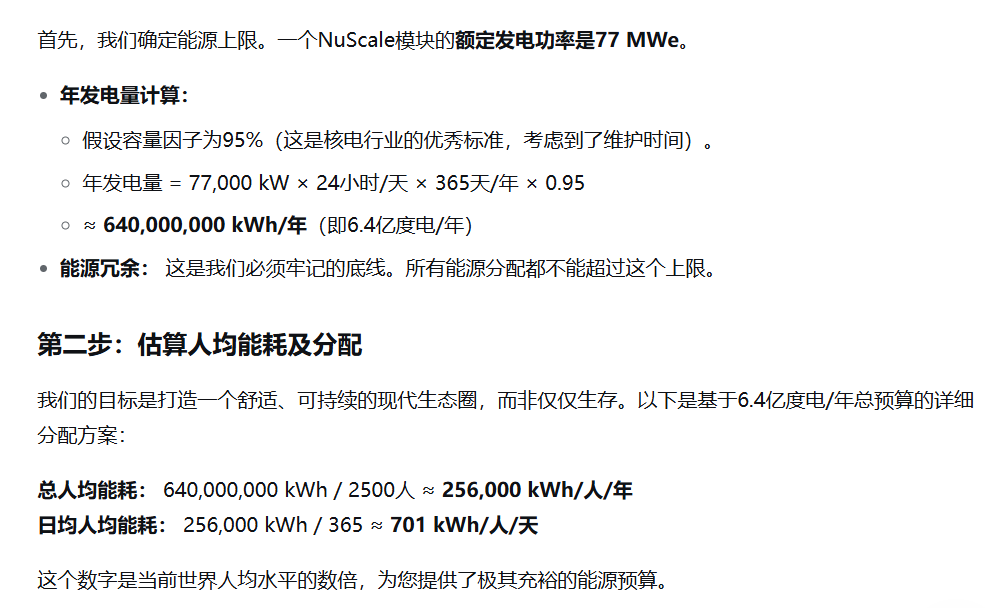 首先，我们确定能源上限。一个NuScale模块的额定发电功率是77 MWe。
年发电量计算：
假设容量因子为95%（这是核电行业的优秀标准，考虑到了维护时间）。
年发电量 = 77,000 kW × 24小时/天 × 365天/年 × 0.95
≈ 640,000,000 kWh/年（即6.4亿度电/年）
能源冗余： 这是我们必须牢记的底线。所有能源分配都不能超过这个上限。
第二步：估算人均能耗及分配
我们的目标是打造一个舒适、可持续的现代生态圈，而非仅仅生存。以下是基于6.4亿度电/年总预算的详细
分配方案：
总人均能耗： 640,000,000 kWh / 2500人 ≈ 256,000 kWh/人/年
日均人均能耗： 256,000 kWh / 365 ≈ 701 kWh/人/天
这个数字是当前世界人均水平的数倍，为您提供了极其充裕的能源预算。